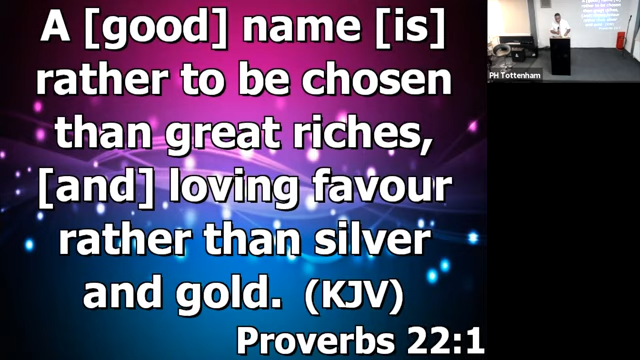 A [good] name [is]
rather to be chosen
than great riches,
[and] loving favour
rather than silver
and gold. (KJV)
Proverbs 22:1
PH Tottenham